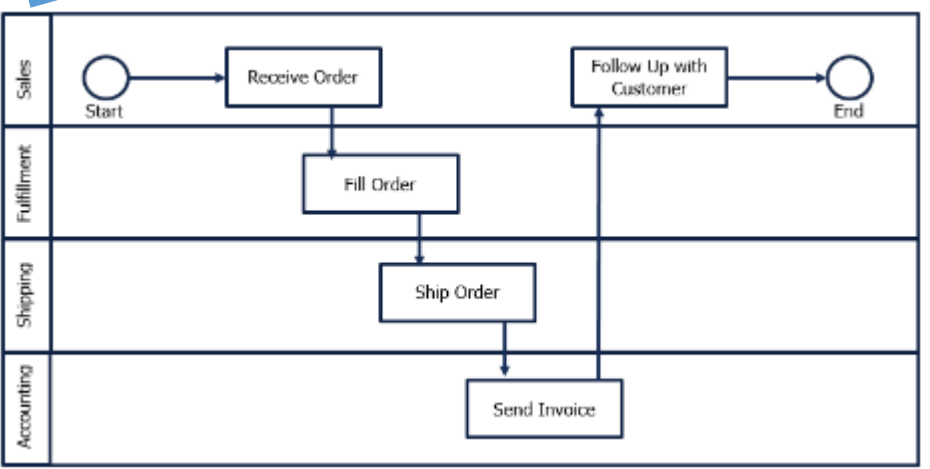 Sales
Start
Receive Order
Follow Up with
Customer
End
Fulfillment
Fill Order
Shipping
Ship Order
Accounting
Send Invoice